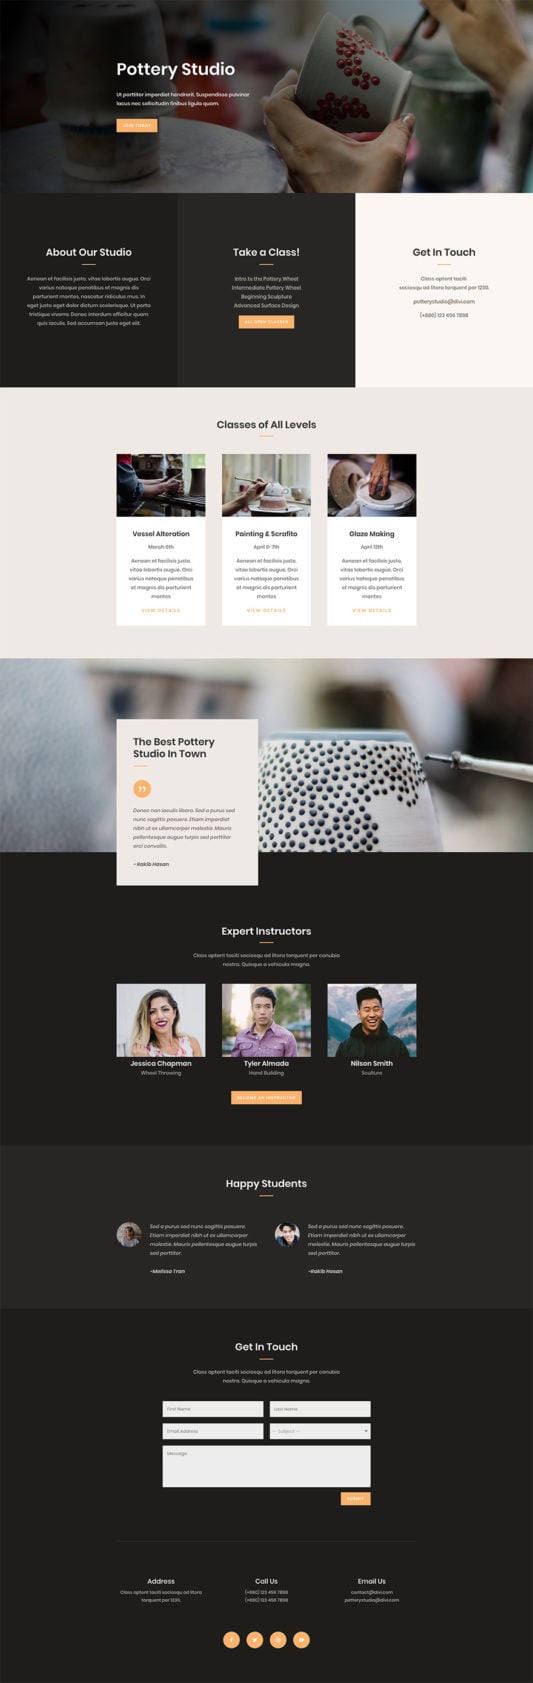 Pottery Studio
Ut porttitor imperdiet hendrerit. Suspendisse pulvinar
lacus nec sollicitudin finibus ligula quam.
JOIN TODAY
About Our Studio
Aenean et facilisis justo, vitae lobortis augue. Orci
varius natoque penatibus et magnis dis
parturient montes, nascetur ridiculus mus. In
eget justo eget dolor dictum scelerisque. Ut porta
tristique viverra. Donec interdum efficitur quam
quis iaculis. Sed accumsan justo eget elit.
Take a Class!
Intro to the Pottery Wheel
Intermediate Pottery Wheel
Beginning Sculpture
Advanced Surface Design
ALL OPEN CLASSES
Get In Touch
Class aptent taciti
sociosqu ad litora torquent per 1230.
potterystudio@divi.com
(+880) 123 456 7898
Classes of All Levels
Vessel Alteration
March 6th
Aenean et facilisis justo,
vitae lobortis augue. Orci
varius natoque penatibus
et magnis dis parturient
montes
VIEW DETAILS
Painting & Scrafito
April 6-7th
Aenean et facilisis justo,
vitae lobortis augue. Orci
varius natoque penatibus
et magnis dis parturient
montes
VIEW DETAILS
Glaze Making
April 12th
Aenean et facilisis justo,
vitae lobortis augue. Orci
varius natoque penatibus
et magnis dis parturient
montes
VIEW DETAILS
The Best Pottery
Studio In Town
Donec non iaculis libero. Sed a purus sed
nunc sagittis posuere. Etiam imperdiet
nibh ut ex ullamcorper molestie. Mauris
pellentesque augue turpis sed porttitor
orci convallis.
~Rakib Hasan
Expert Instructors
Class aptent taciti sociosqu ad litora torquent per conubia
nostra. Quisque a vehicula magna.
Jessica Chapman
Wheel Throwing
Tyler Almada
Hand Building
Nilson Smith
Sculture
BECOME AN INSTRUCTOR
Happy Students
Sed a purus sed nunc sagittis posuere.
Etiam imperdiet nibh ut ex ullamcorper
molestie. Mauris pellentesque augue turpis
sed porttitor.
~Melissa Tran
Sed a purus sed nunc sagittis posuere.
Etiam imperdiet nibh ut ex ullamcorper
molestie. Mauris pellentesque augue turpis
sed porttitor.
~Rakib Hasan
Get In Touch
Class aptent taciti sociosqu ad litora torquent per conubia
nostra. Quisque a vehicula magna.
First Name
Last Name
Email Address
-- Subject --
Message
SUBMIT
Address
Class aptent taciti sociosqu ad litora
torquent per 1230.
Call Us
(+880) 123 456 7898
(+880) 123 456 7898
Email Us
contact@divi.com
potterystudio@divi.com